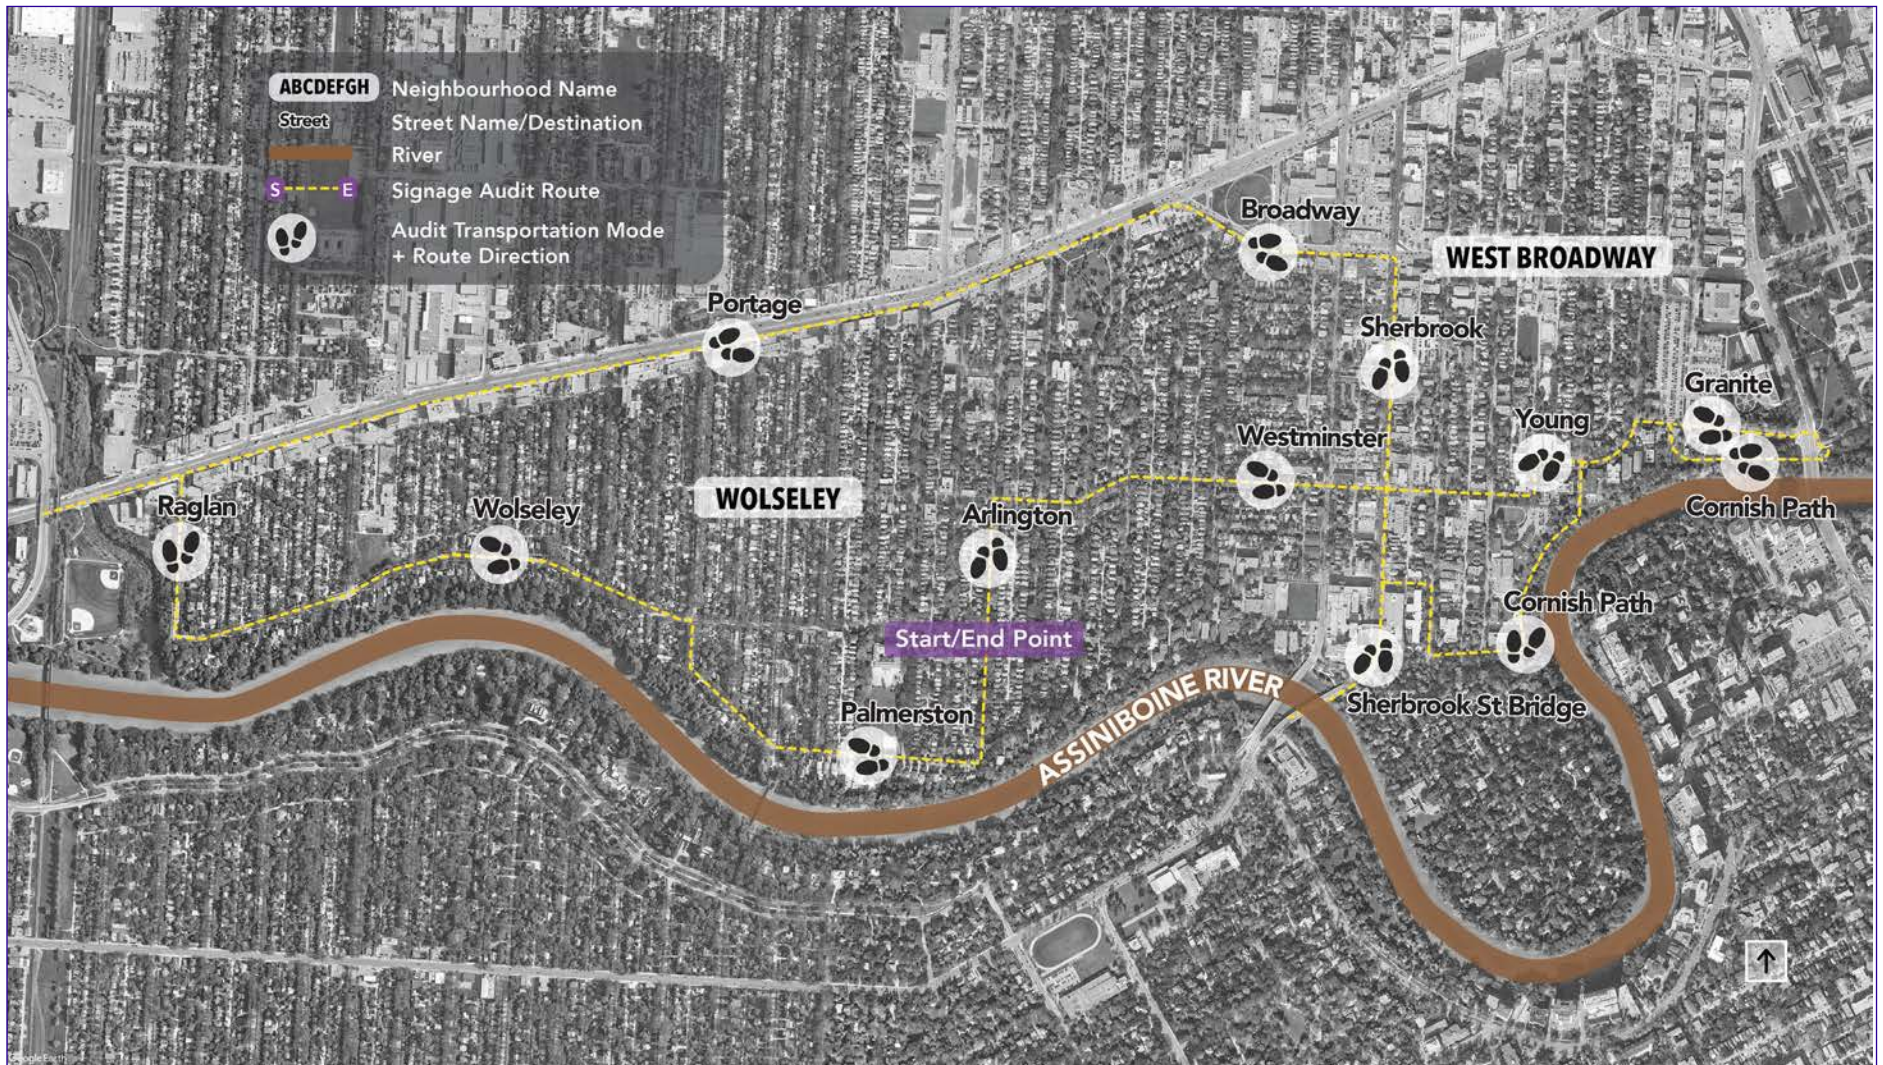 ABCDEFGH Neighbourhood Name
Street Street Name/Destination
River
S E Signage Audit Route
Audit Transportation Mode
+ Route Direction
Broadway
WEST BROADWAY
Portage
Sherbrook
Granite
Young
Westminster
WOLSELEY
Raglan
Wolseley
Arlington
Cornish Path
Cornish Path
Start/End Point
ASSINIBOINE RIVER
Sherbrook St Bridge
Palmerston
Google Earth